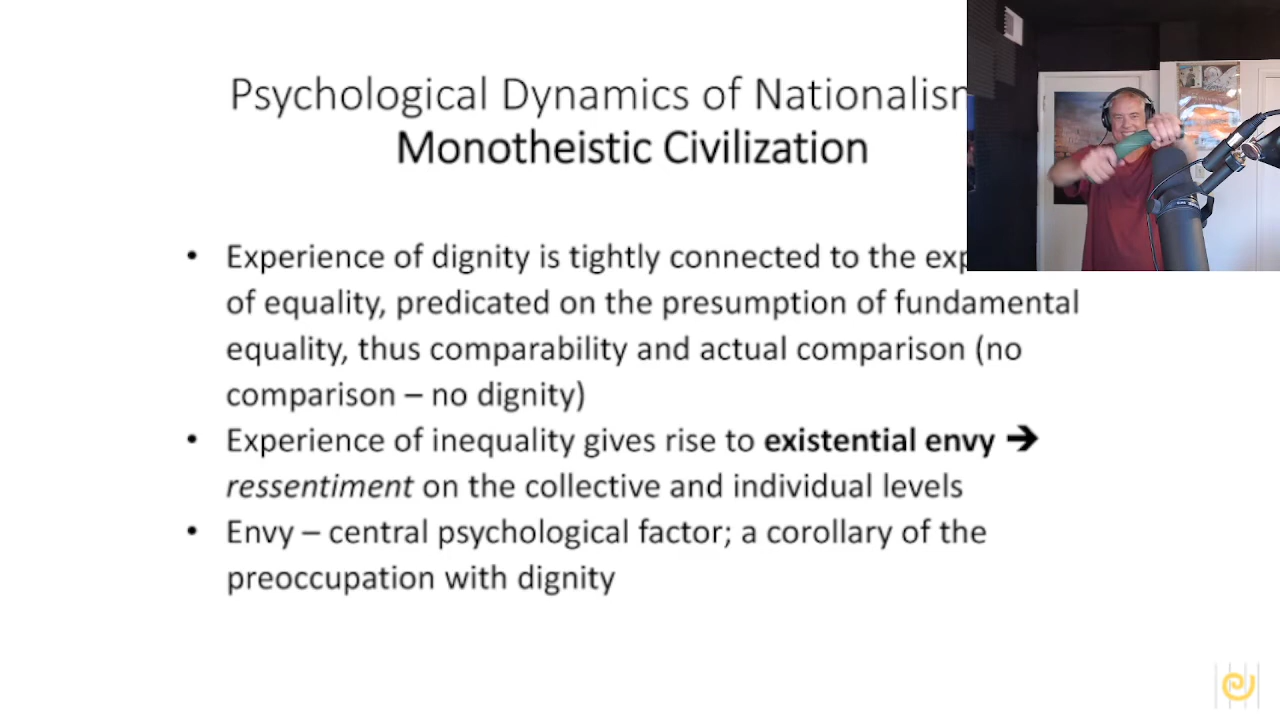 Psychological Dynamics of
Monotheistic Civilization
• Experience of dignity is tightly connected to the
of equality, predicated on the presumption of fundamental
equality, thus comparability and actual comparison (no
comparison – no dignity)
• Experience of inequality gives rise to existential envy ➔
ressentiment on the collective and individual levels
• Envy – central psychological factor; a corollary of the
preoccupation with dignity